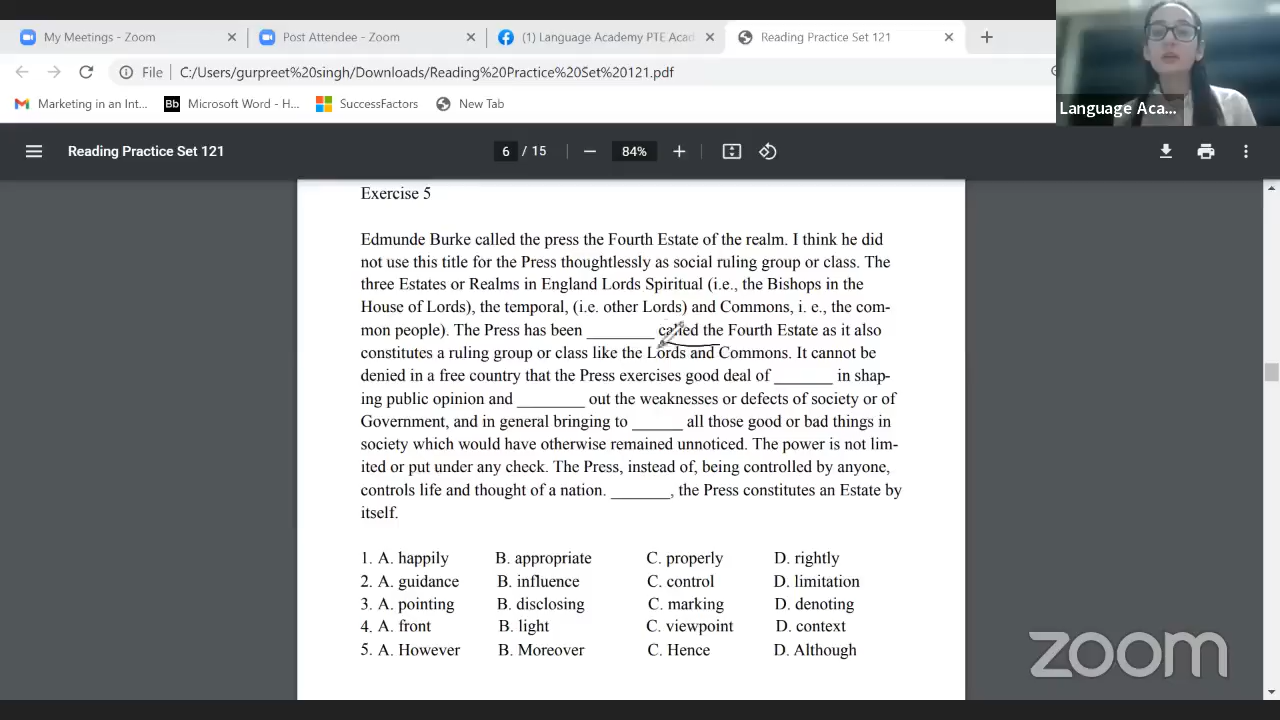 My Meetings - Zoom
Post Attendee - Zoom
(1) Language Academy PTE Acad
Reading Practice Set 121
File
C:/Users/gurpreet%20singh/Downloads/Reading%20Practice%20Set%20121.pdf
Marketing in an Int...
Bb Microsoft Word - H...
SuccessFactors
New Tab
Language Aca...
Reading Practice Set 121
6 / 15
84%
Exercise 5
Edmunde Burke called the press the Fourth Estate of the realm. I think he did
not use this title for the Press thoughtlessly as social ruling group or class. The
three Estates or Realms in England Lords Spiritual (i.e., the Bishops in the
House of Lords), the temporal, (i.e. other Lords) and Commons, i. e., the com-
mon people). The Press has been ________ called the Fourth Estate as it also
constitutes a ruling group or class like the Lords and Commons. It cannot be
denied in a free country that the Press exercises good deal of _______ in shap-
ing public opinion and ________ out the weaknesses or defects of society or of
Government, and in general bringing to ______ all those good or bad things in
society which would have otherwise remained unnoticed. The power is not lim-
ited or put under any check. The Press, instead of, being controlled by anyone,
controls life and thought of a nation. _______, the Press constitutes an Estate by
itself.
1. A. happily B. appropriate C. properly D. rightly
2. A. guidance B. influence C. control D. limitation
3. A. pointing B. disclosing C. marking D. denoting
4. A. front B. light C. viewpoint D. context
5. A. However B. Moreover C. Hence D. Although
zoom